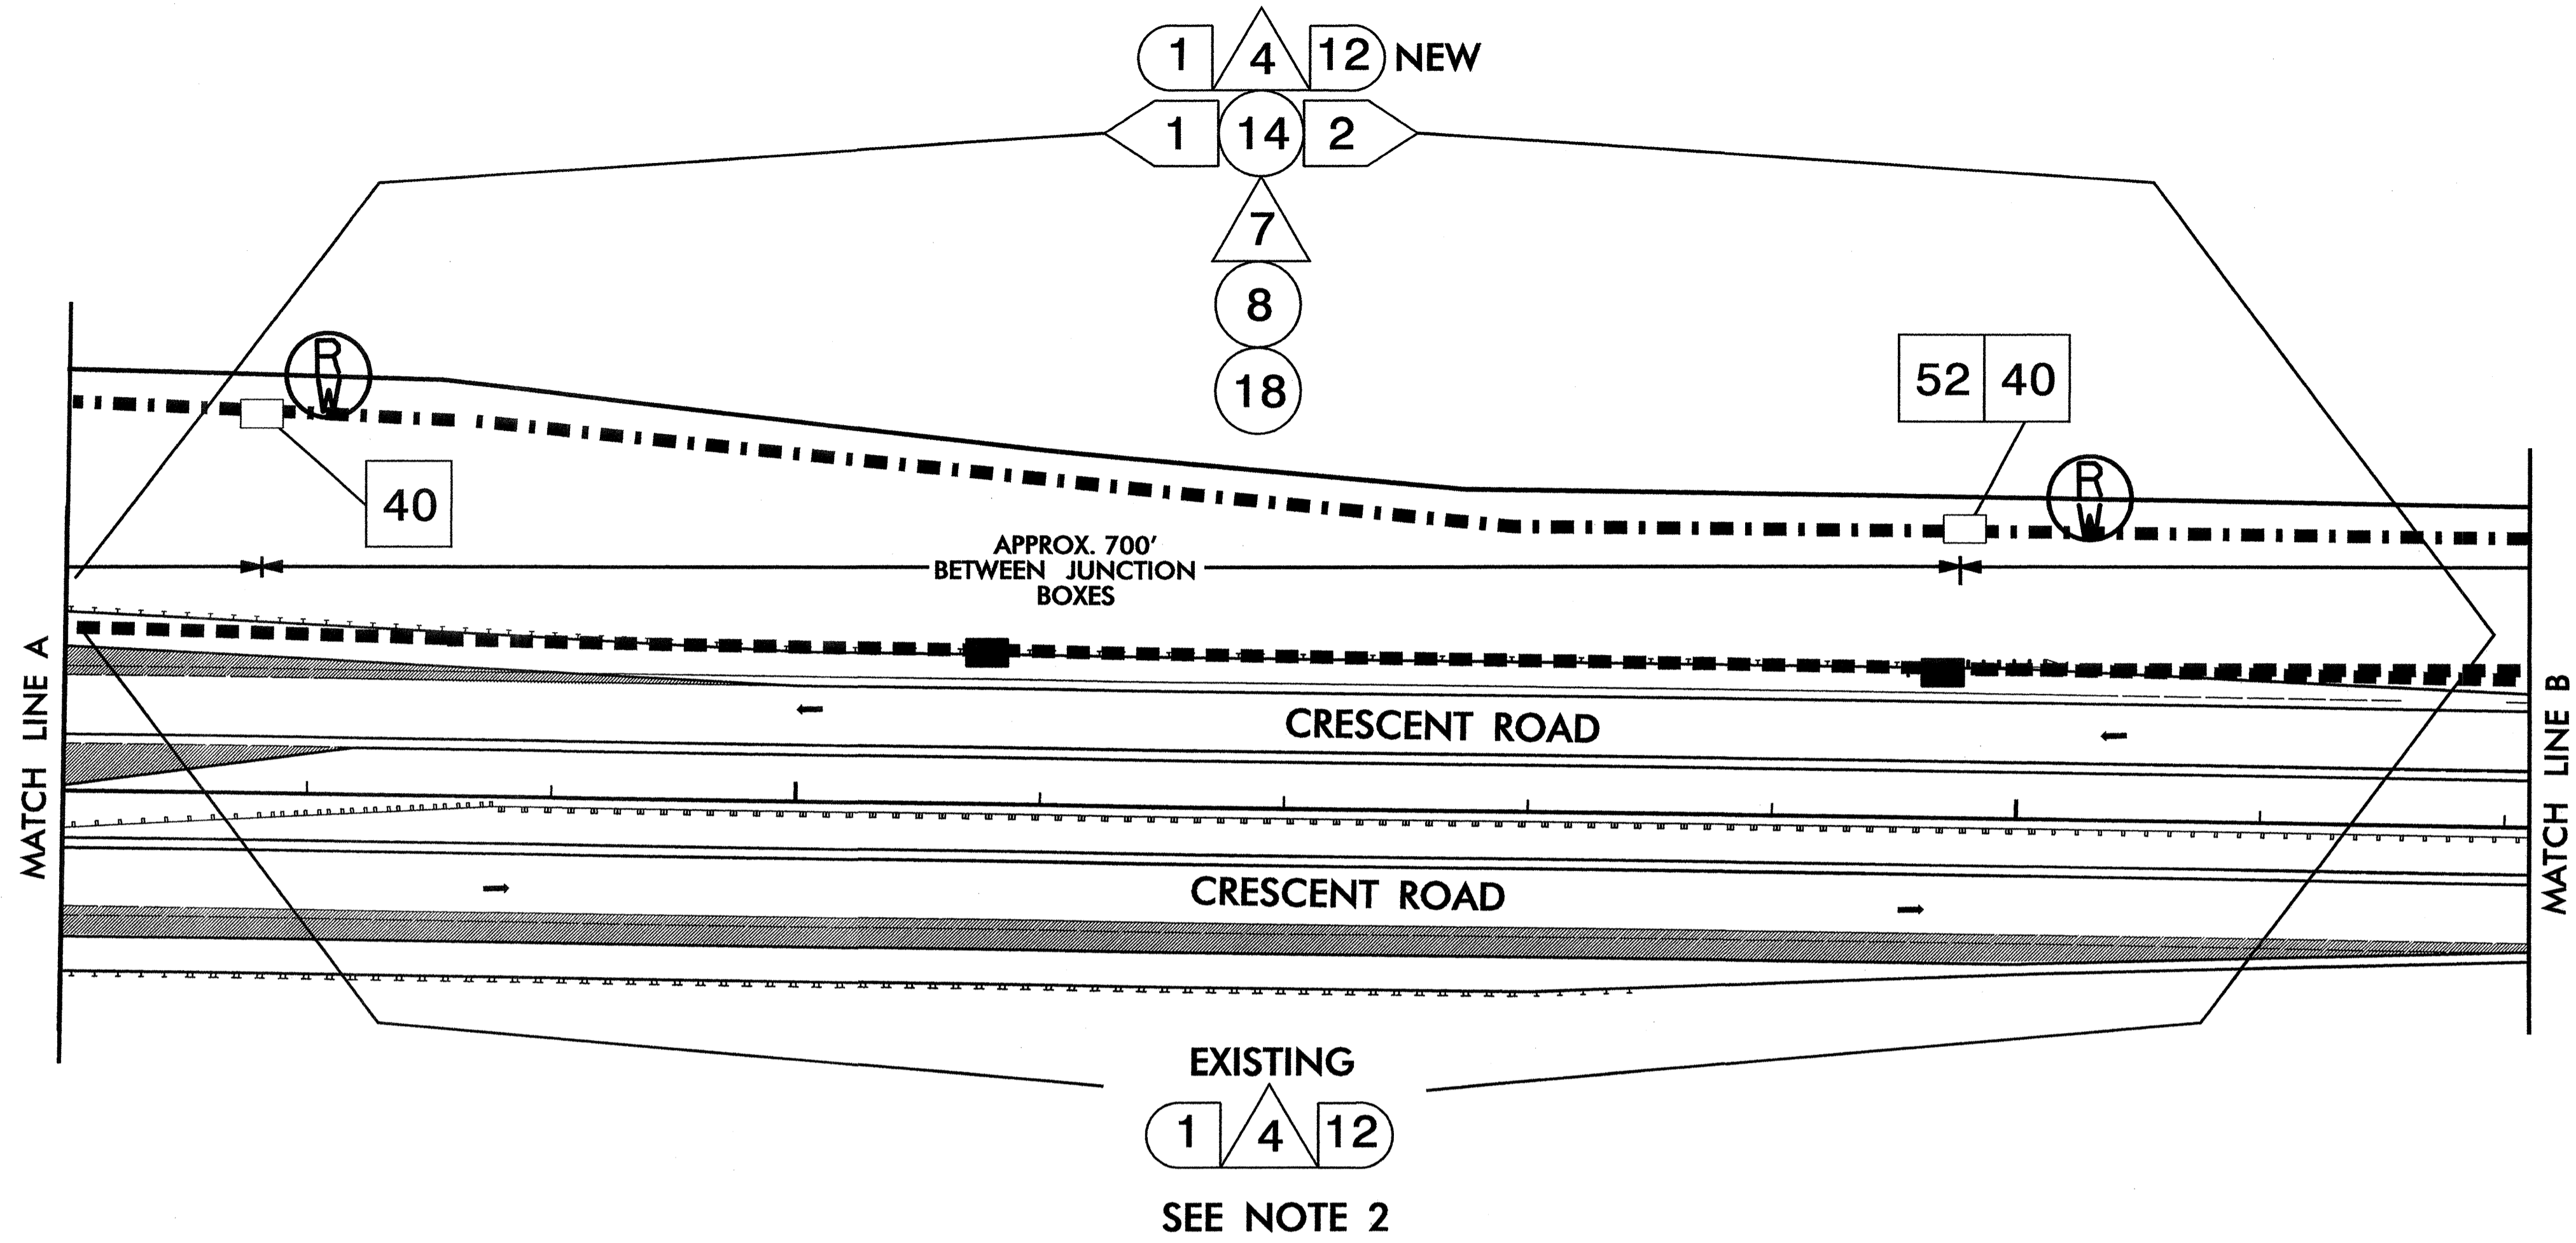 1 4 12 NEW
1 14 2
7
8
18
R W
52 40
40
R W
APPROX. 700'
BETWEEN JUNCTION
BOXES
MATCH LINE A
MATCH LINE B
CRESCENT ROAD
CRESCENT ROAD
EXISTING
1 4 12
SEE NOTE 2